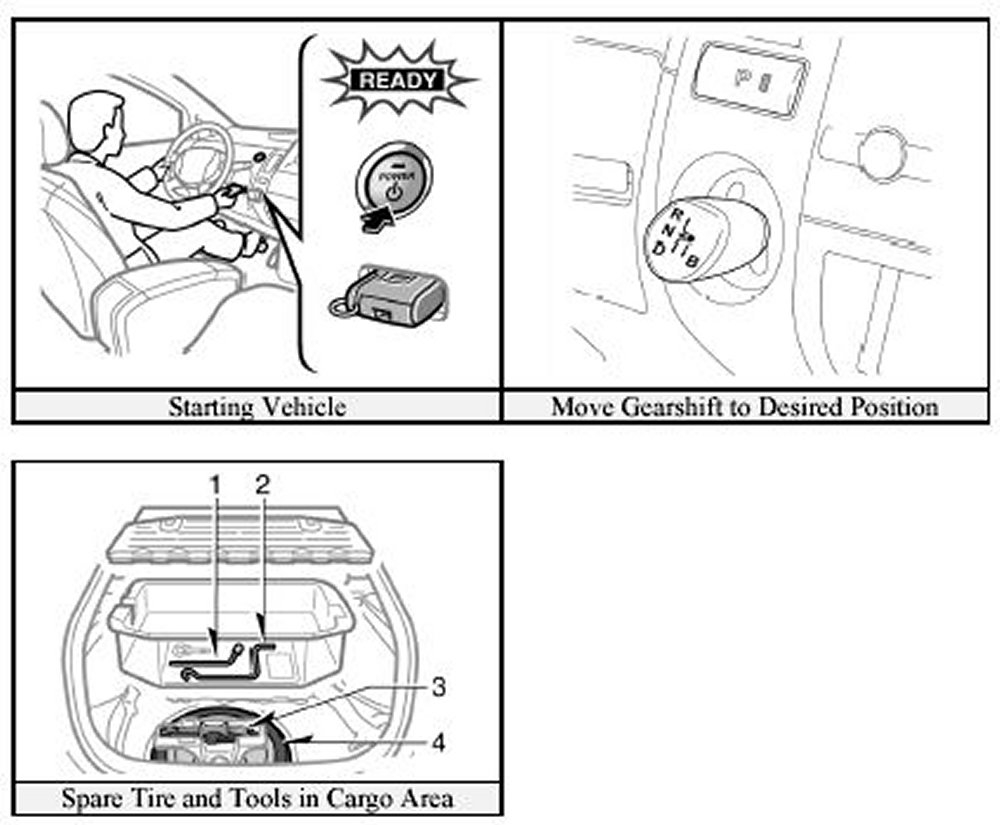 READY
POWER
P
R
N
D
B
Starting Vehicle
Move Gearshift to Desired Position
1 2
3
4
Spare Tire and Tools in Cargo Area